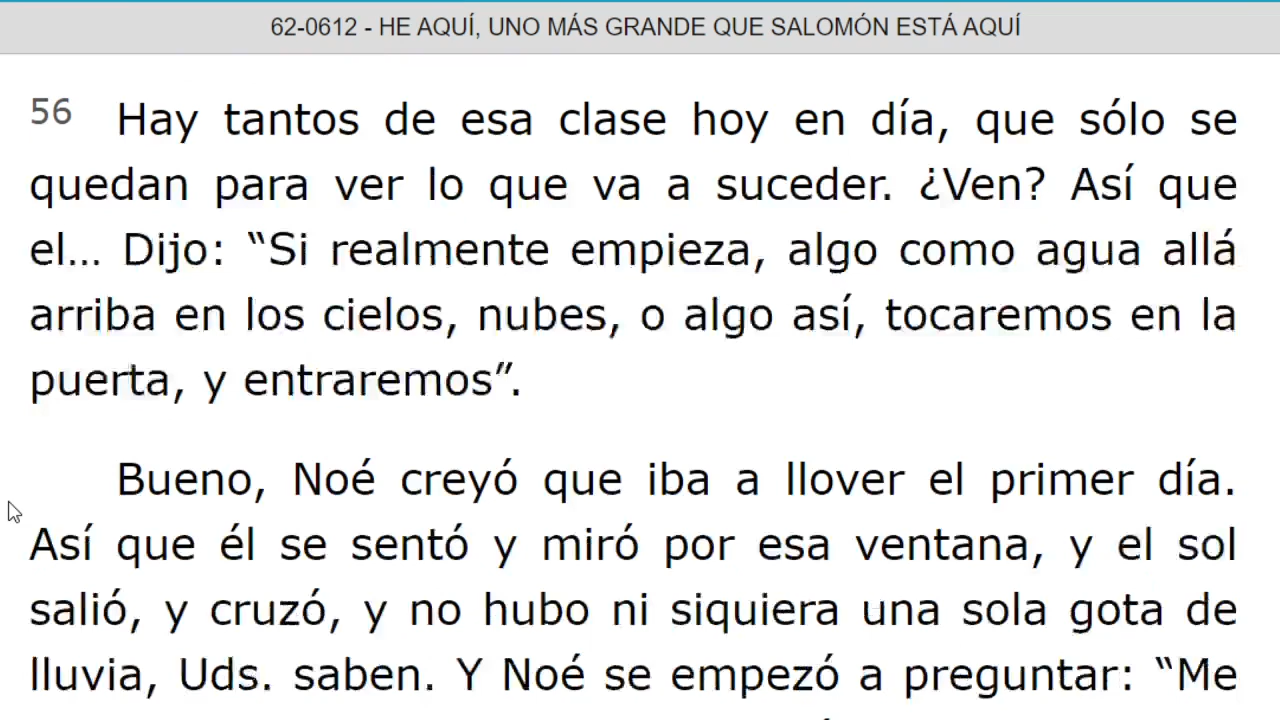 62-0612 - HE AQUÍ, UNO MÁS GRANDE QUE SALOMÓN ESTÁ AQUÍ
56 Hay tantos de esa clase hoy en día, que sólo se
quedan para ver lo que va a suceder. ¿Ven? Así que
el… Dijo: “Si realmente empieza, algo como agua allá
arriba en los cielos, nubes, o algo así, tocaremos en la
puerta, y entraremos”.
Bueno, Noé creyó que iba a llover el primer día.
Así que él se sentó y miró por esa ventana, y el sol
salió, y cruzó, y no hubo ni siquiera una sola gota de
lluvia, Uds. saben. Y Noé se empezó a preguntar: “Me